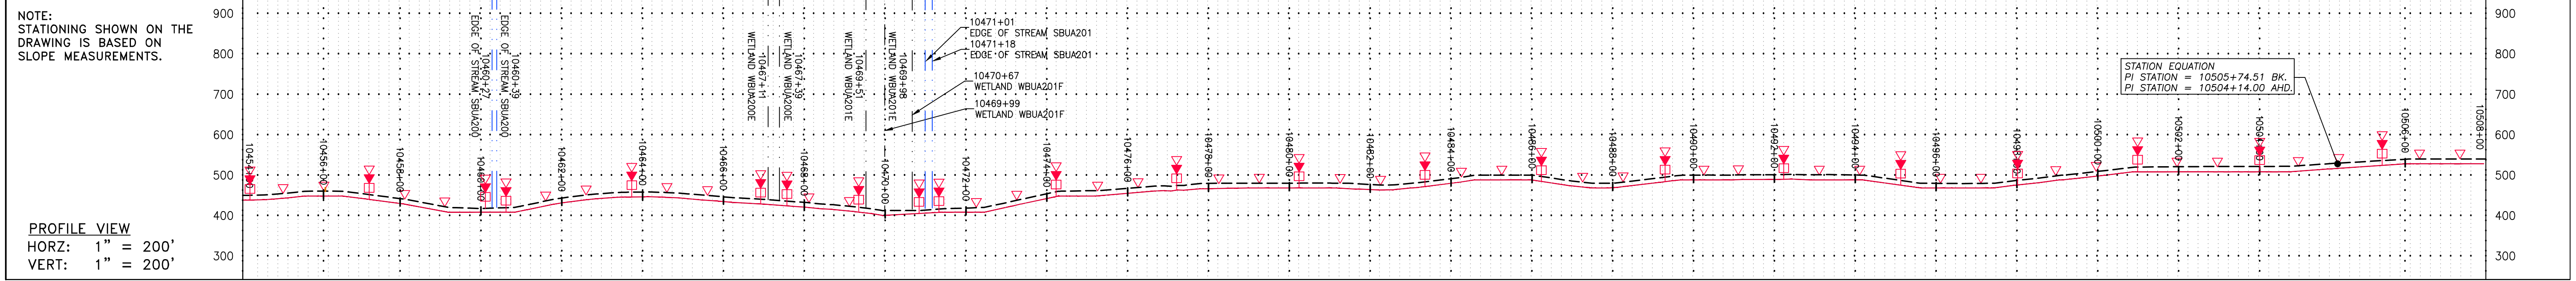 NOTE:
STATIONING SHOWN ON THE
DRAWING IS BASED ON
SLOPE MEASUREMENTS.
PROFILE VIEW
HORZ: 1" = 200'
VERT: 1" = 200'
900
800
700
600
500
400
300
EDGE OF STREAM SBUA200
10460+27
EDGE OF STREAM SBUA200
10460+39
WETLAND WBUA200E
10467+11
WETLAND WBUA200E
10467+39
WETLAND WBUA201E
10469+51
WETLAND WBUA201E
10469+98
10471+01
EDGE OF STREAM SBUA201
10471+18
EDGE OF STREAM SBUA201
10470+67
WETLAND WBUA201F
10469+99
WETLAND WBUA201F
STATION EQUATION
PI STATION = 10505+74.51 BK.
PI STATION = 10504+14.00 AHD.
10456+00
10458+00
10460+00
10462+00
10464+00
10466+00
10468+00
10470+00
10472+00
10474+00
10476+00
10478+00
10480+00
10482+00
10484+00
10486+00
10488+00
10490+00
10492+00
10494+00
10496+00
10498+00
10500+00
10502+00
10506+00
10508+00
900
800
700
600
500
400
300